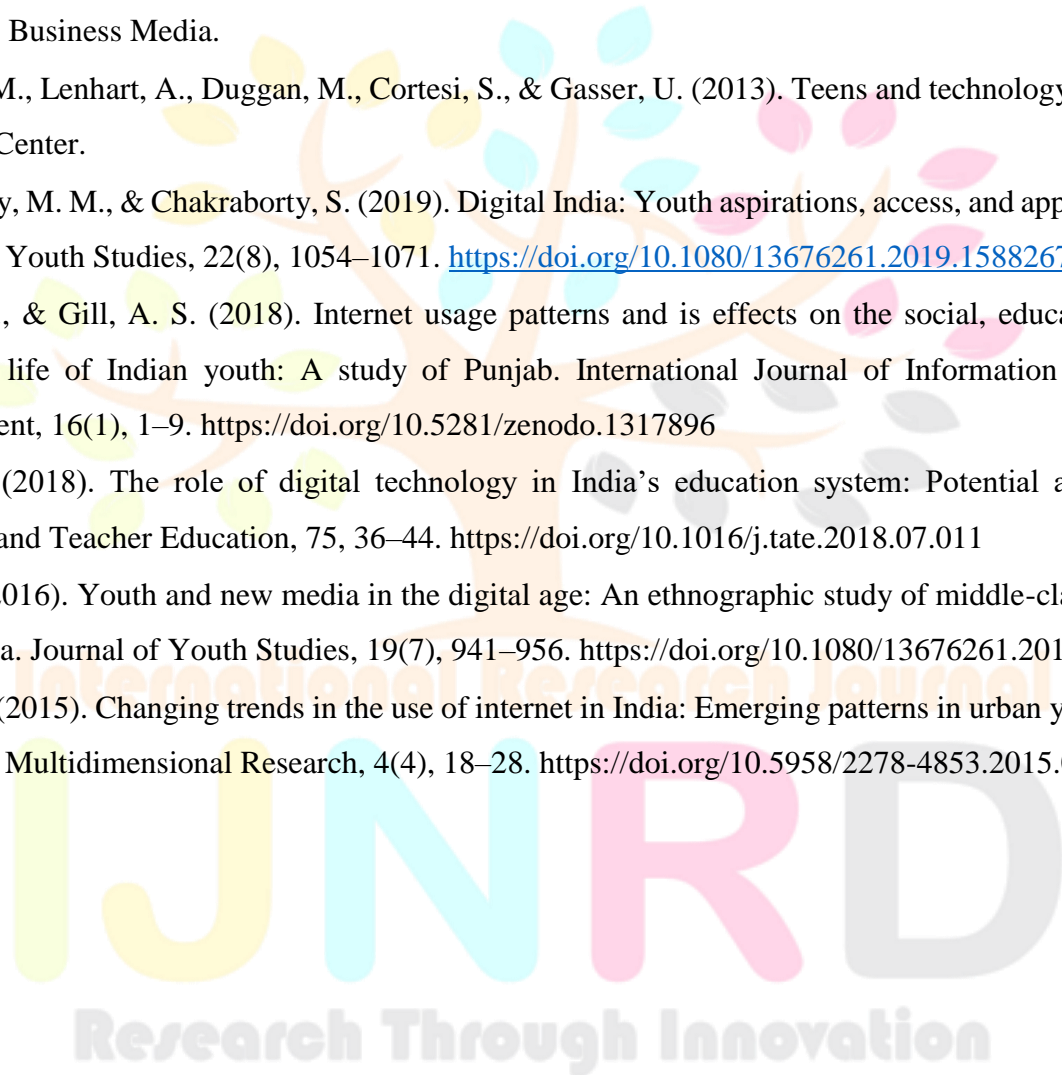 Business Media.
M., Lenhart, A., Duggan, M., Cortesi, S., & Gasser, U. (2013). Teens and technology
Center.
y, M. M., & Chakraborty, S. (2019). Digital India: Youth aspirations, access, and app
Youth Studies, 22(8), 1054–1071. https://doi.org/10.1080/13676261.2019.1588267
, & Gill, A. S. (2018). Internet usage patterns and is effects on the social, educa
life of Indian youth: A study of Punjab. International Journal of Information
ent, 16(1), 1–9. https://doi.org/10.5281/zenodo.1317896
(2018). The role of digital technology in India’s education system: Potential a
and Teacher Education, 75, 36–44. https://doi.org/10.1016/j.tate.2018.07.011
2016). Youth and new media in the digital age: An ethnographic study of middle-cla
a. Journal of Youth Studies, 19(7), 941–956. https://doi.org/10.1080/13676261.201
International Research Journal
(2015). Changing trends in the use of internet in India: Emerging patterns in urban y
Multidimensional Research, 4(4), 18–28. https://doi.org/10.5958/2278-4853.2015.
IJNRD
Research Through Innovation